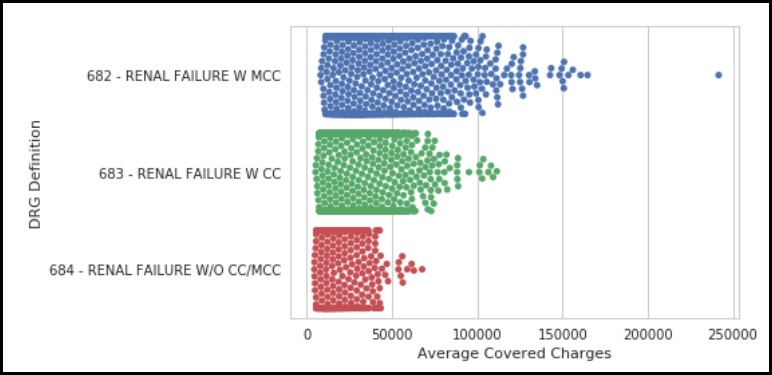 682 - RENAL FAILURE W MCC
683 - RENAL FAILURE W CC
684 - RENAL FAILURE W/O CC/MCC
DRG Definition
0 50000 100000 150000 200000 250000
Average Covered Charges